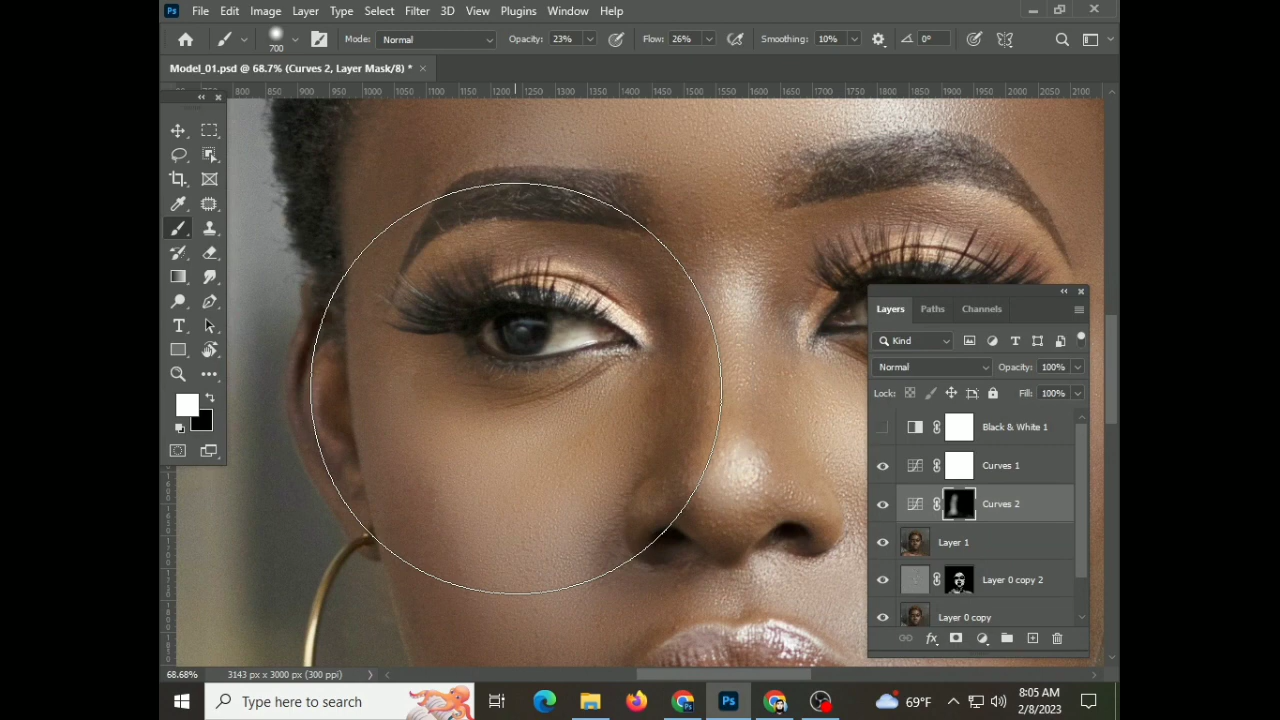 Ps File Edit Image Layer Type Select Filter 3D View Plugins Window Help
700 Mode: Normal Opacity: 23% Flow: 26% Smoothing: 10% 0°
Model_01.psd @ 68.7% (Curves 2, Layer Mask/8) *
800 850 900 950 1000 1050 1100 1150 1200 1250 1300 1350 1400 1450 1500 1550 1600 1650 1700 1750 1800 1850 1900 1950 2000 2050 2100
Layers Paths Channels
Kind
Normal Opacity: 100%
Lock: Fill: 100%
Black & White 1
Curves 1
Curves 2
Layer 1
Layer 0 copy 2
Layer 0 copy
fx
68.68% 3143 px x 3000 px (300 ppi)
Type here to search
Ps
69°F
8:05 AM
2/8/2023